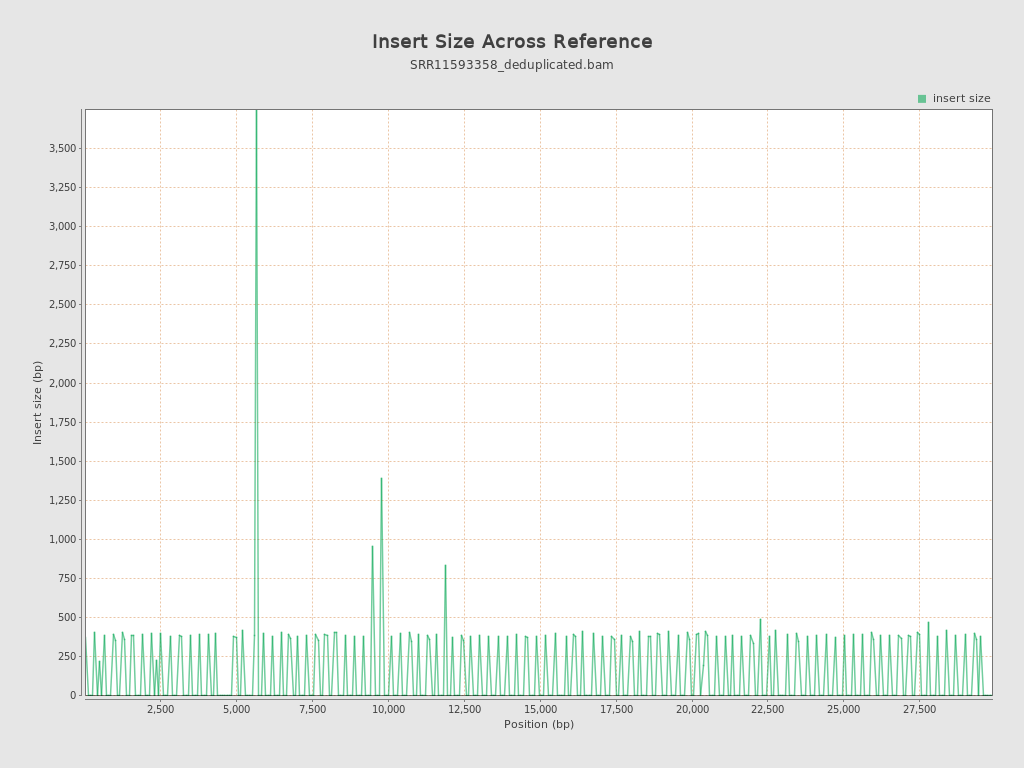 Insert Size Across Reference
SRR11593358_deduplicated.bam
insert size
3,500
3,250
3,000
2,750
2,500
2,250
2,000
1,750
1,500
1,250
1,000
750
500
250
0
Insert size (bp)
2,500 5,000 7,500 10,000 12,500 15,000 17,500 20,000 22,500 25,000 27,500
Position (bp)